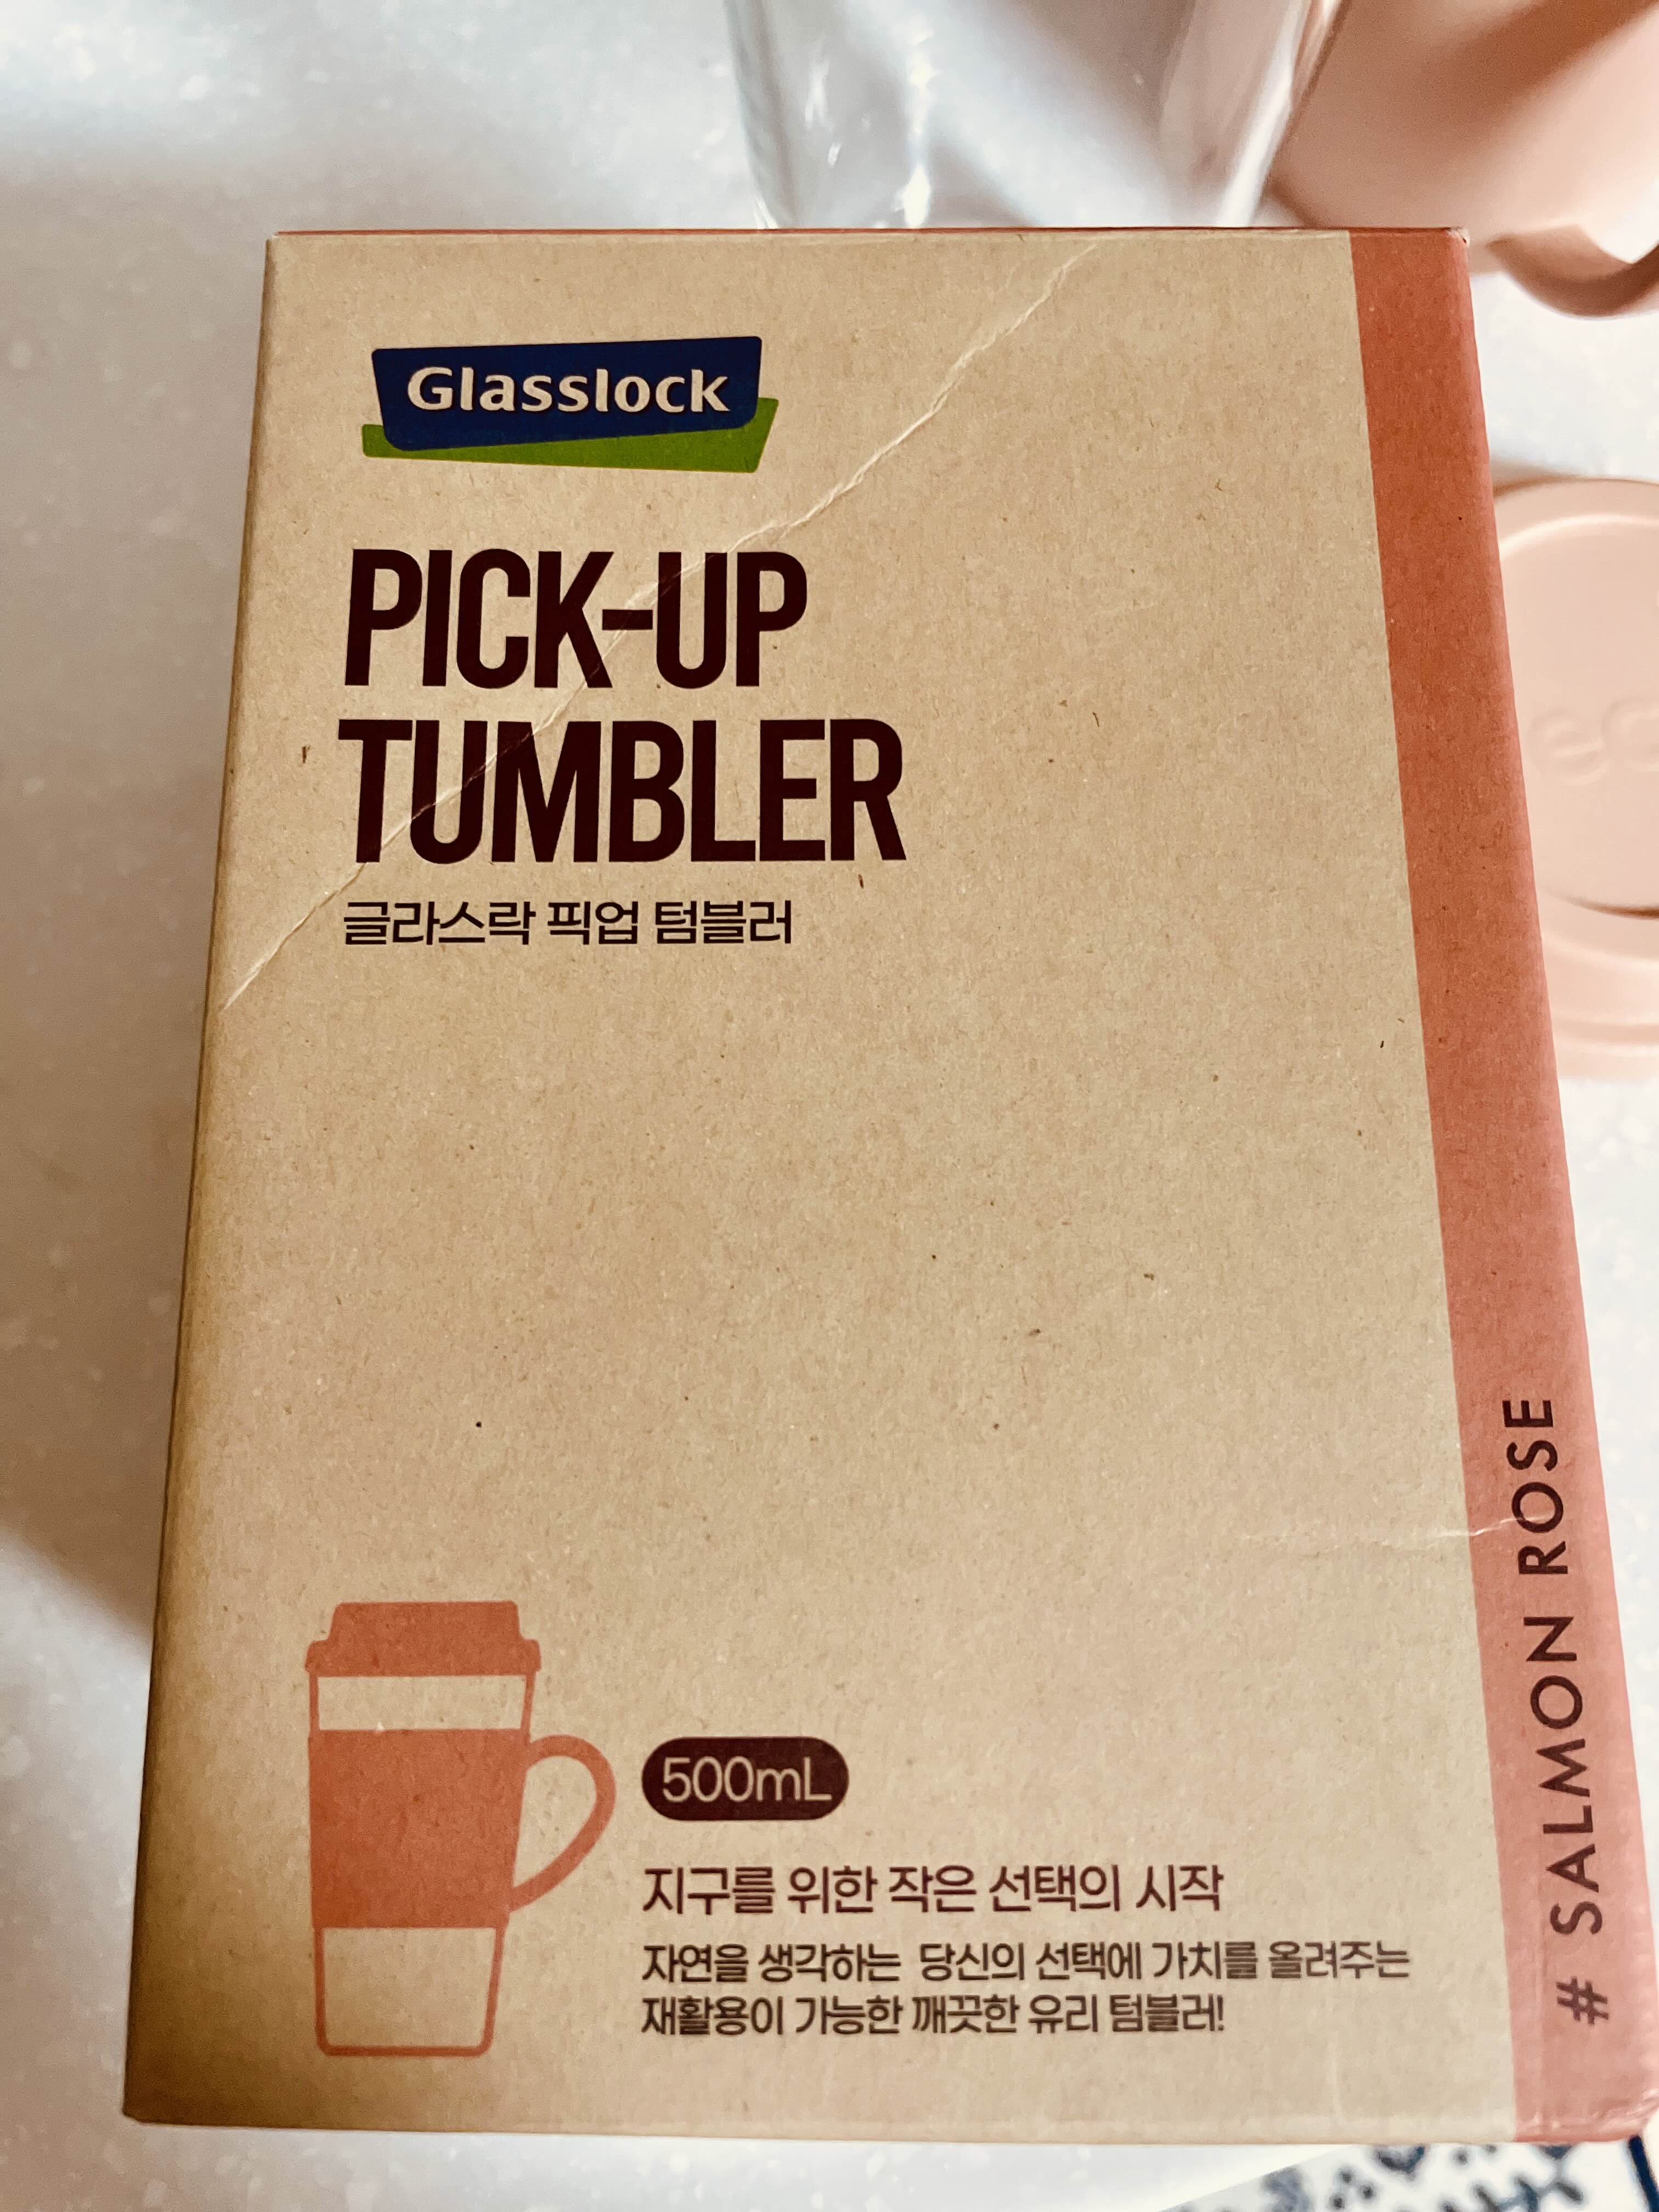 Glasslock
PICK-UP
TUMBLER
글라스락 픽업 텀블러
500mL
지구를 위한 작은 선택의 시작
자연을 생각하는 당신의 선택에 가치를 올려주는
재활용이 가능한 깨끗한 유리 텀블러!
# SALMON ROSE